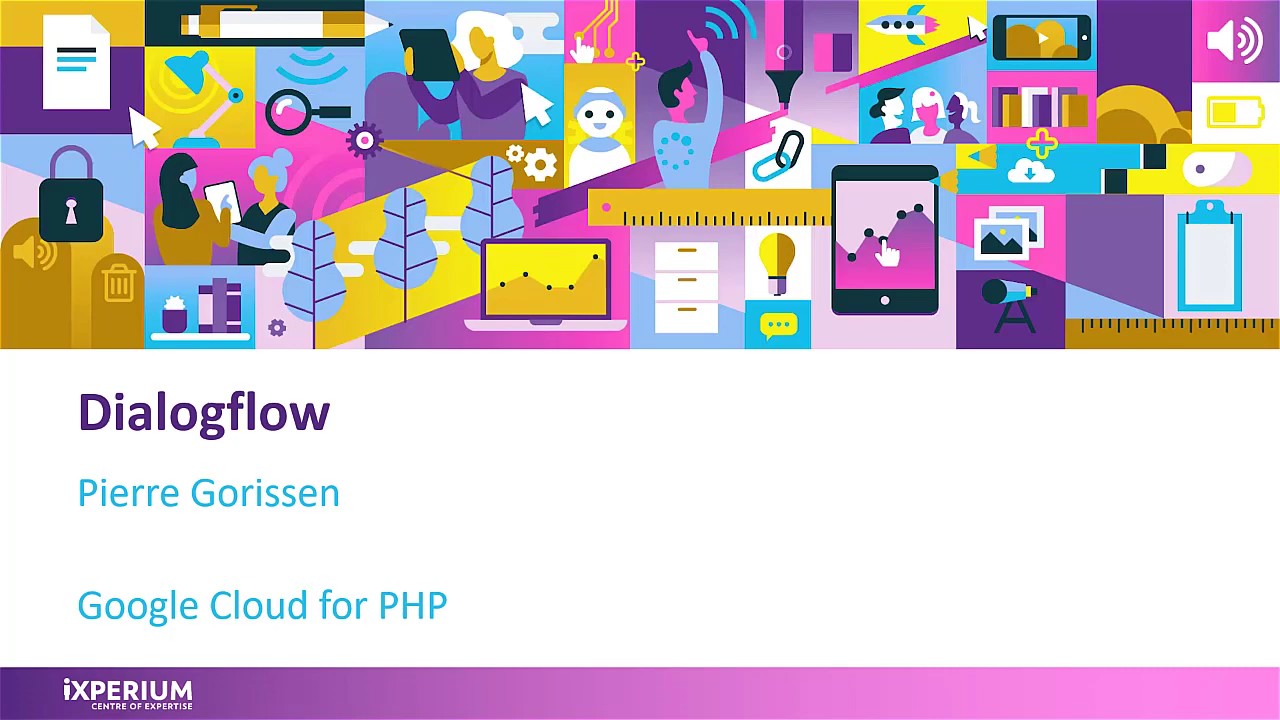 Dialogflow
Pierre Gorissen
Google Cloud for PHP
iXPERIUM
CENTRE OF EXPERTISE